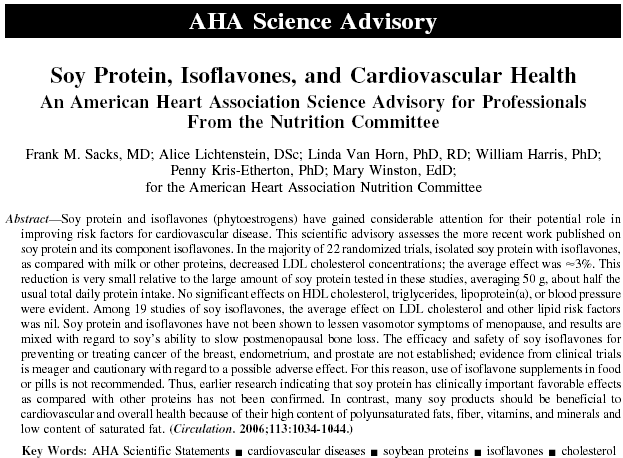 AHA Science Advisory
Soy Protein, Isoflavones, and Cardiovascular Health
An American Heart Association Science Advisory for Professionals
From the Nutrition Committee
Frank M. Sacks, MD; Alice Lichtenstein, DSc; Linda Van Horn, PhD, RD; William Harris, PhD;
Penny Kris-Etherton, PhD; Mary Winston, EdD;
for the American Heart Association Nutrition Committee
Abstract—Soy protein and isoflavones (phytoestrogens) have gained considerable attention for their potential role in
improving risk factors for cardiovascular disease. This scientific advisory assesses the more recent work published on
soy protein and its component isoflavones. In the majority of 22 randomized trials, isolated soy protein with isoflavones,
as compared with milk or other proteins, decreased LDL cholesterol concentrations; the average effect was ≈3%. This
reduction is very small relative to the large amount of soy protein tested in these studies, averaging 50 g, about half the
usual total daily protein intake. No significant effects on HDL cholesterol, triglycerides, lipoprotein(a), or blood pressure
were evident. Among 19 studies of soy isoflavones, the average effect on LDL cholesterol and other lipid risk factors
was nil. Soy protein and isoflavones have not been shown to lessen vasomotor symptoms of menopause, and results are
mixed with regard to soy's ability to slow postmenopausal bone loss. The efficacy and safety of soy isoflavones for
preventing or treating cancer of the breast, endometrium, and prostate are not established; evidence from clinical trials
is meager and cautionary with regard to a possible adverse effect. For this reason, use of isoflavone supplements in food
or pills is not recommended. Thus, earlier research indicating that soy protein has clinically important favorable effects
as compared with other proteins has not been confirmed. In contrast, many soy products should be beneficial to
cardiovascular and overall health because of their high content of polyunsaturated fats, fiber, vitamins, and minerals and
low content of saturated fat. (Circulation. 2006;113:1034-1044.)
Key Words: AHA Scientific Statements ■ cardiovascular diseases ■ soybean proteins ■ isoflavones ■ cholesterol